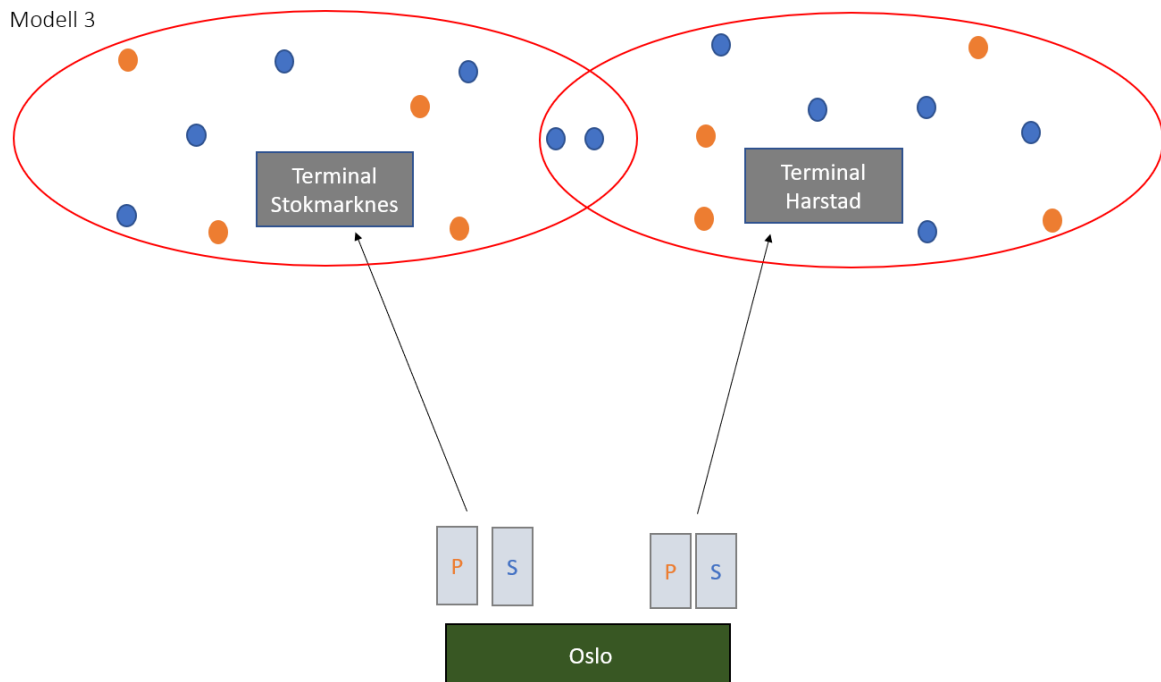 Modell 3
Terminal
Stokmarknes
Terminal
Harstad
P
S
P
S
Oslo